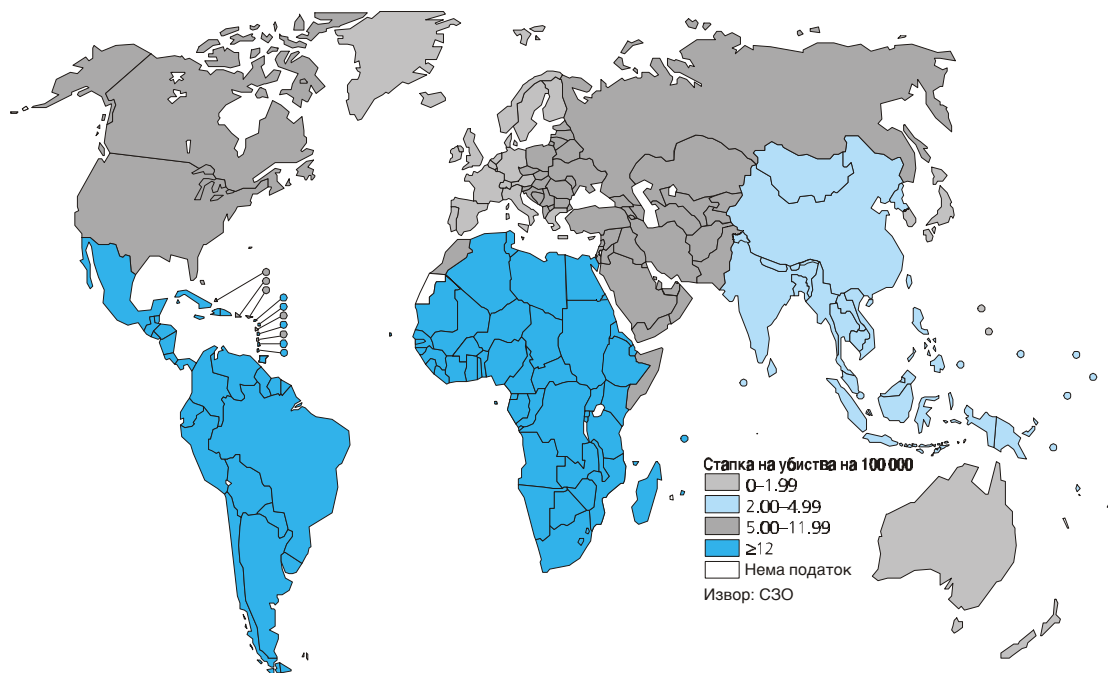 Стапка на убиства на 100 000
0–1.99
2.00–4.99
5.00–11.99
≥12
Нема податок
Извор: СЗО